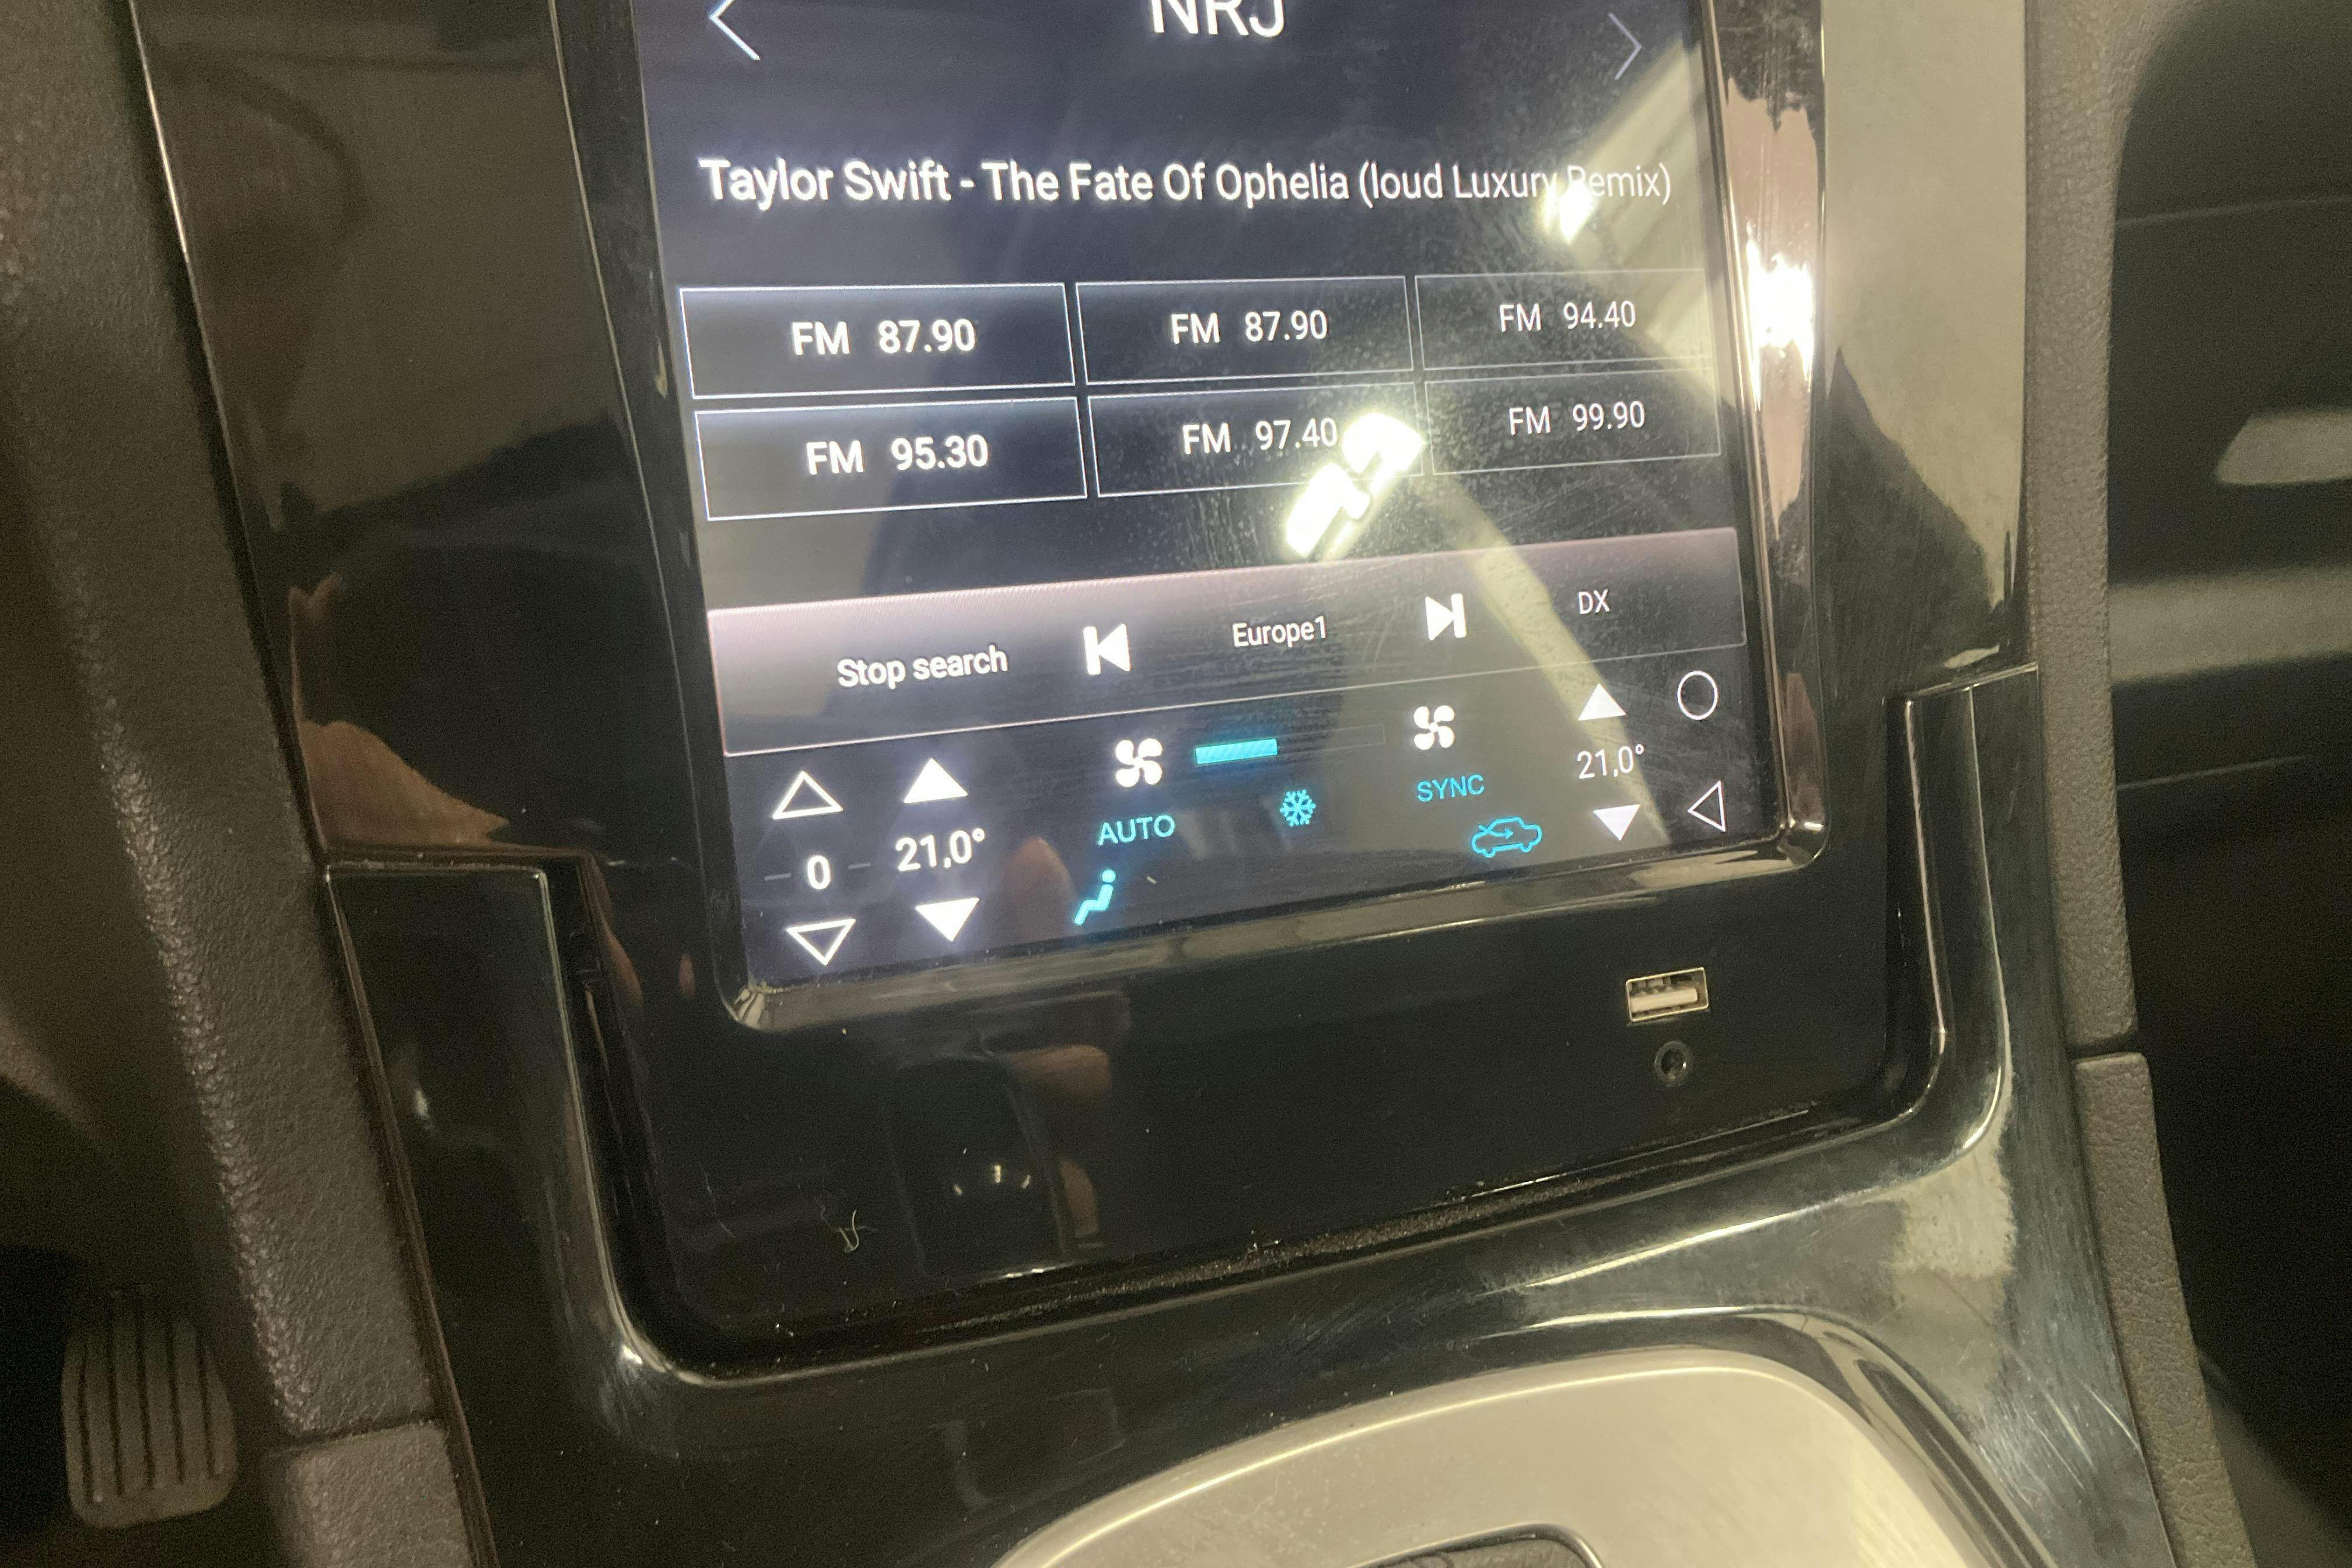 NRJ
Taylor Swift - The Fate Of Ophelia (loud Luxury Remix)
FM 87.90
FM 87.90
FM 94.40
FM 95.30
FM 97.40
FM 99.90
Stop search
Europe1
DX
0
21,0°
AUTO
SYNC
21,0°